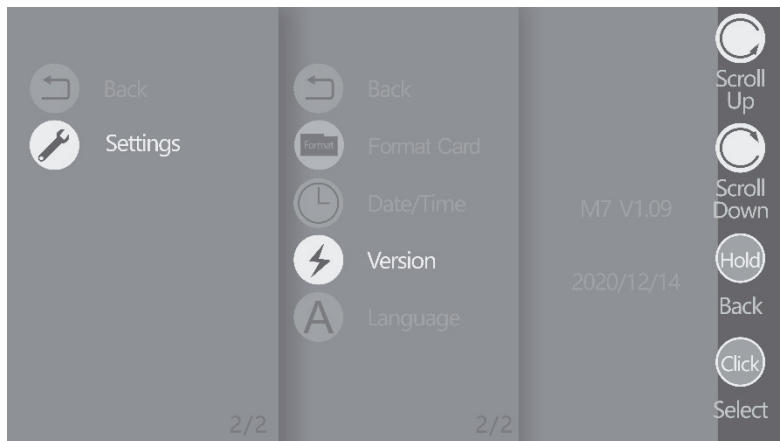 Back
Settings
2/2
Back
Format
Format Card
Date/Time
Version
A
Language
2/2
M7 V1.09
2020/12/14
Scroll
Up
Scroll
Down
Hold
Back
Click
Select